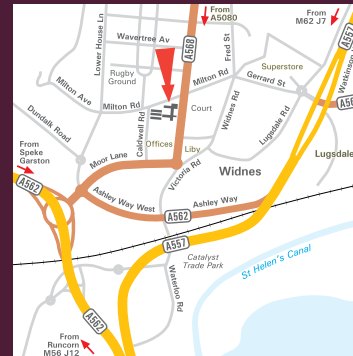 From
A5080
From
M62 J7
Lower House Ln
Wavertree Av
A568
Fred St
A557
Watkinson
Superstore
Rugby
Ground
Milton Rd
Gerrard St
Milton Ave
Milton Rd
Court
Widnes Rd
A56
Dundalk Road
Caldwell Rd
Lugsdale Rd
From
Speke
Garston
Offices
Liby
Moor Lane
Victoria Rd
Widnes
Lugsdale
A562
Ashley Way West
A562
Ashley Way
A557
Catalyst
Trade Park
St Helen's Canal
Waterloo Rd
A562
From
Runcorn
M56 J12